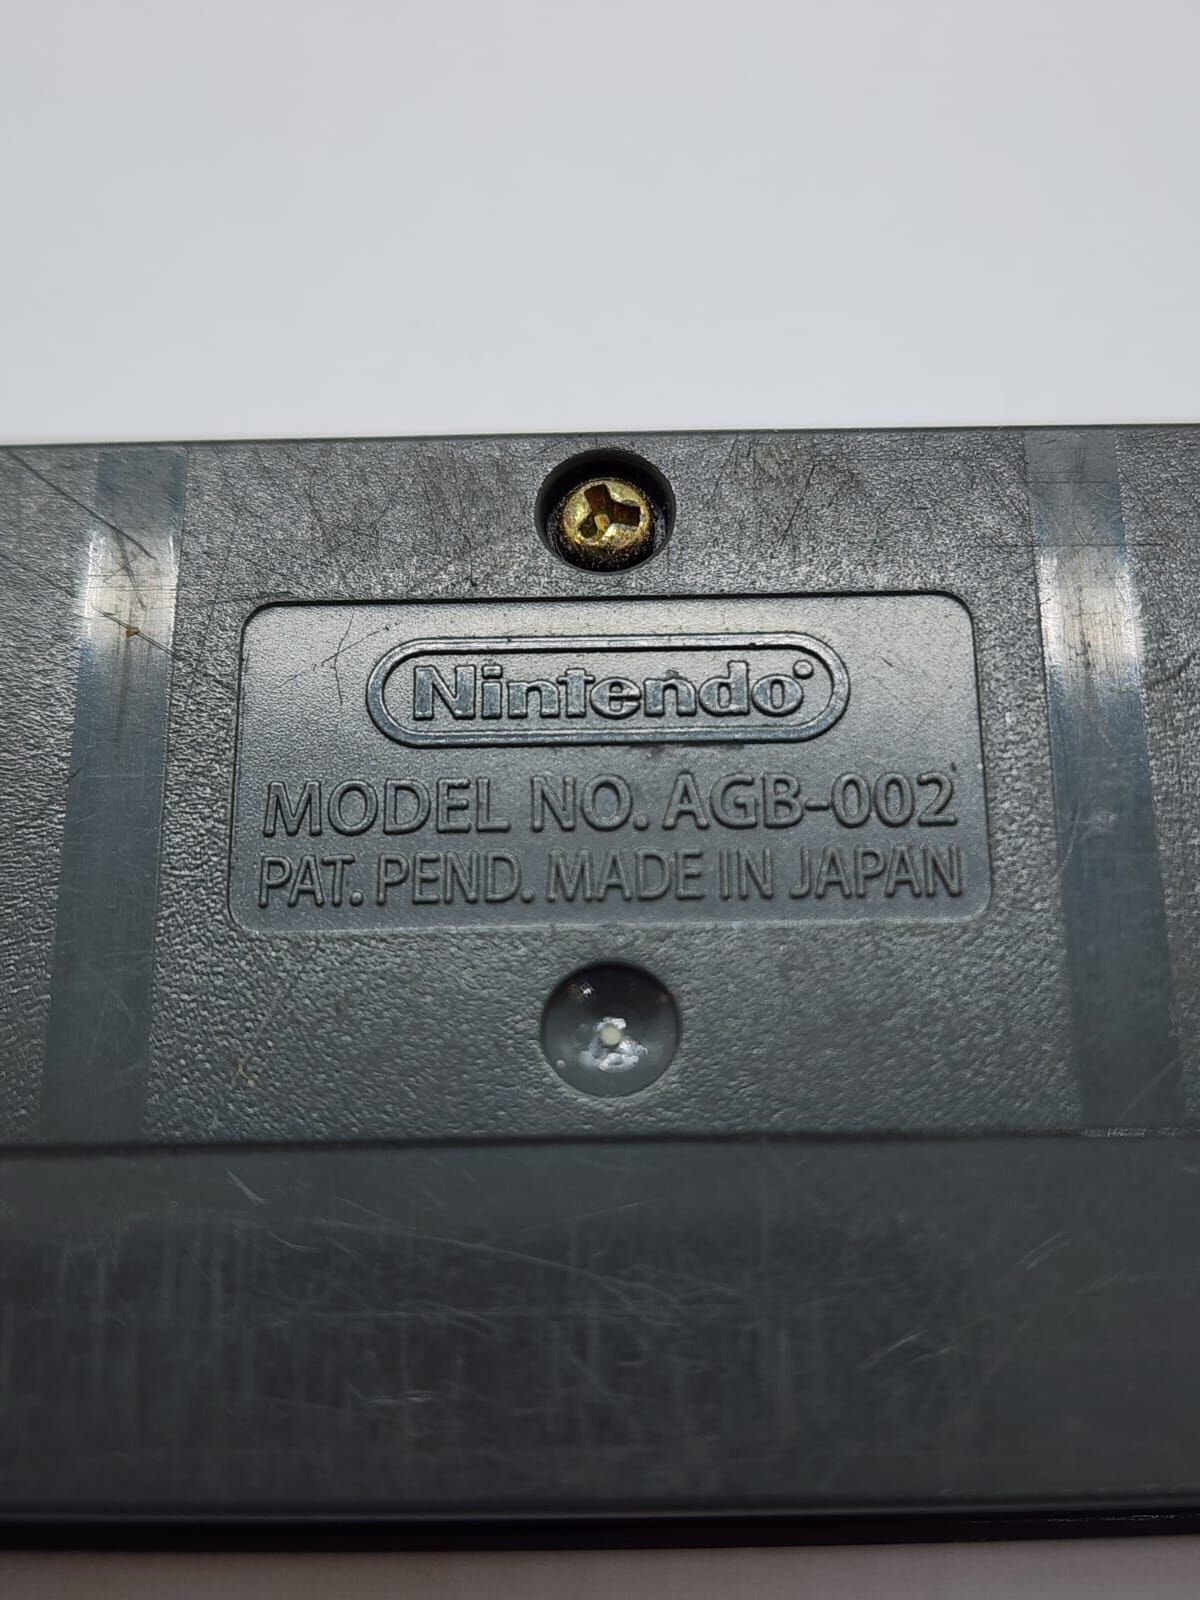 Nintendo
MODEL NO. AGB-002
PAT. PEND. MADE IN JAPAN